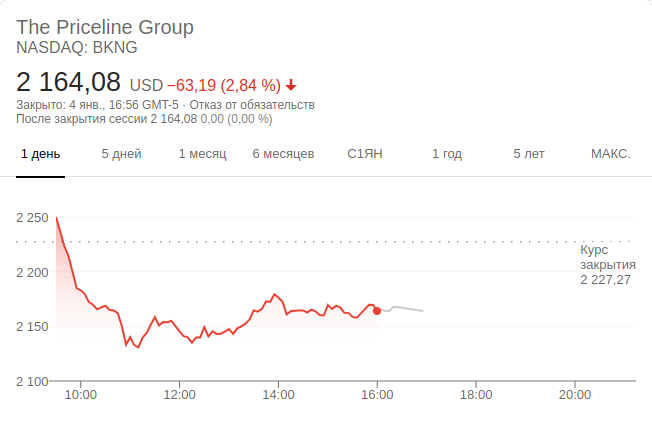 The Priceline Group
NASDAQ: BKNG
2 164,08 USD −63,19 (2,84 %)
Закрыто: 4 янв., 16:56 GMT-5 · Отказ от обязательств
После закрытия сессии 2 164,08 0,00 (0,00 %)
1 день 5 дней 1 месяц 6 месяцев С1ЯН 1 год 5 лет МАКС.
2 250
Курс
закрытия
2 227,27
2 200
2 150
2 100
10:00 12:00 14:00 16:00 18:00 20:00